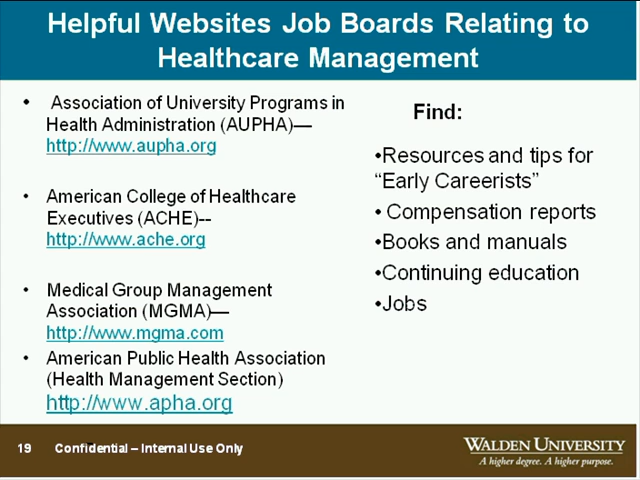 Helpful Websites Job Boards Relating to
Healthcare Management
• Association of University Programs in
Health Administration (AUPHA)—
http://www.aupha.org
• American College of Healthcare
Executives (ACHE)--
http://www.ache.org
• Medical Group Management
Association (MGMA)—
http://www.mgma.com
• American Public Health Association
(Health Management Section)
http://www.apha.org
Find:
•Resources and tips for
“Early Careerists”
• Compensation reports
•Books and manuals
•Continuing education
•Jobs
19 Confidential – Internal Use Only
WALDEN UNIVERSITY
A higher degree. A higher purpose.